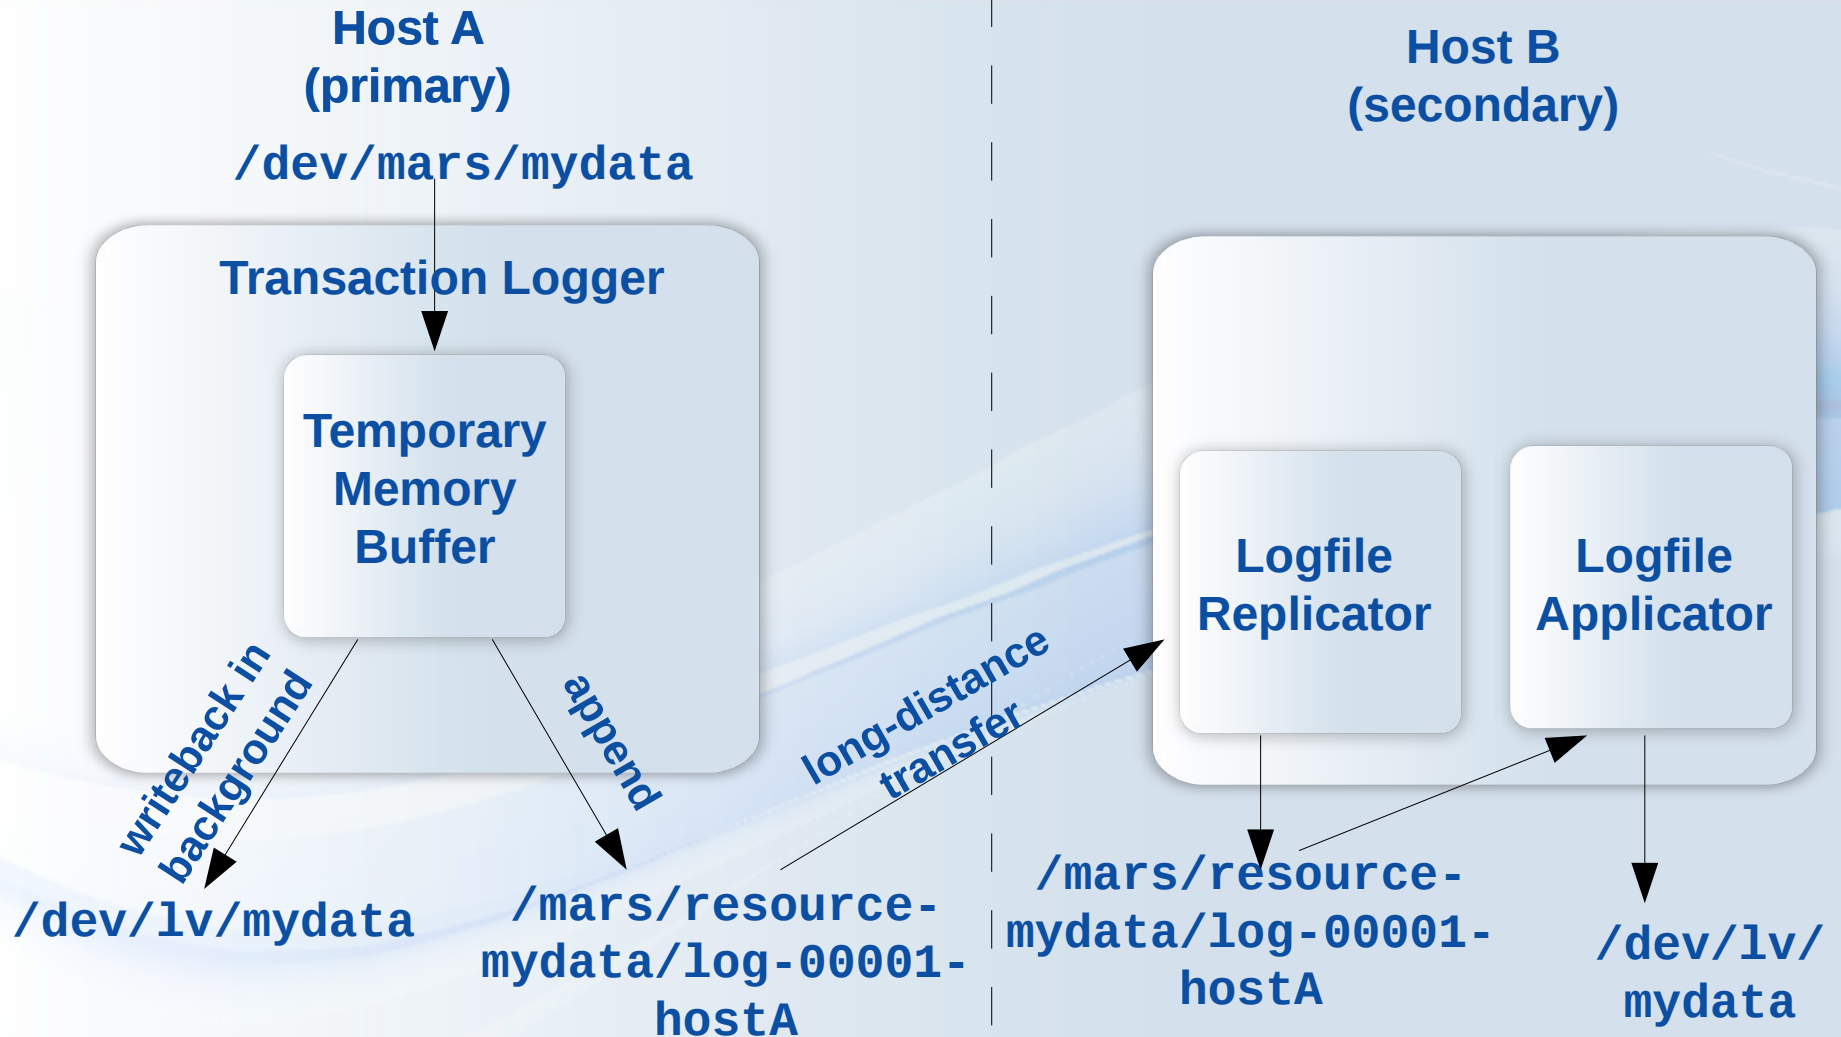 Host A
(primary)
/dev/mars/mydata
Transaction Logger
Temporary
Memory
Buffer
writeback in
background
append
/dev/lv/mydata
/mars/resource-
mydata/log-00001-
hostA
long-distance
transfer
Host B
(secondary)
Logfile
Replicator
Logfile
Applicator
/mars/resource-
mydata/log-00001-
hostA
/dev/lv/
mydata